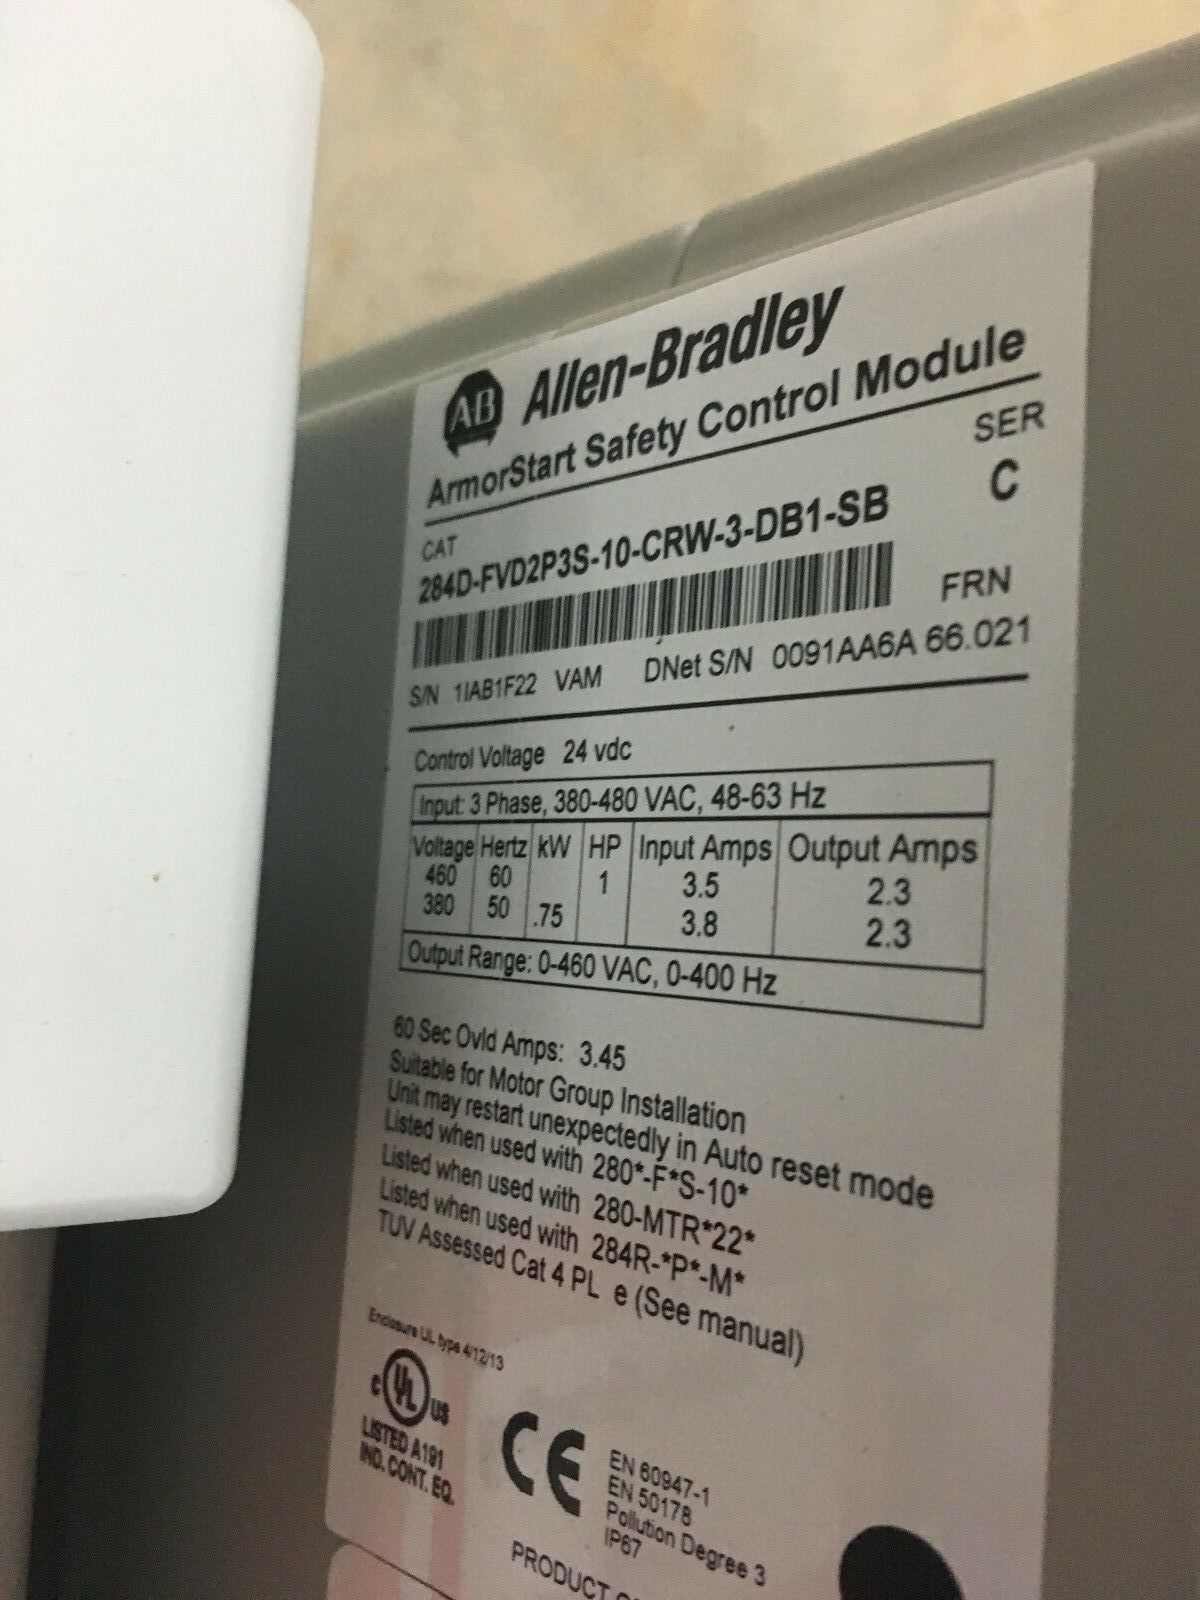 AB Allen-Bradley
ArmorStart Safety Control Module
CAT SER
284D-FVD2P3S-10-CRW-3-DB1-SB C
FRN
S/N 1IAB1F22 VAM DNet S/N 0091AA6A 66.021
Control Voltage 24 vdc
Input: 3 Phase, 380-480 VAC, 48-63 Hz
Voltage Hertz kW HP Input Amps Output Amps
460 60 1 3.5 2.3
380 50 .75 3.8 2.3
Output Range: 0-460 VAC, 0-400 Hz
60 Sec Ovld Amps: 3.45
Suitable for Motor Group Installation
Unit may restart unexpectedly in Auto reset mode
Listed when used with 280*-F*S-10*
Listed when used with 280-MTR*22*
Listed when used with 284R-*P*-M*
TUV Assessed Cat 4 PL e (See manual)
Enclosure UL type 4/12/13
C UL US
LISTED A191
IND. CONT. EQ.
CE
EN 60947-1
EN 50178
Pollution Degree 3
IP67
PRODUCT